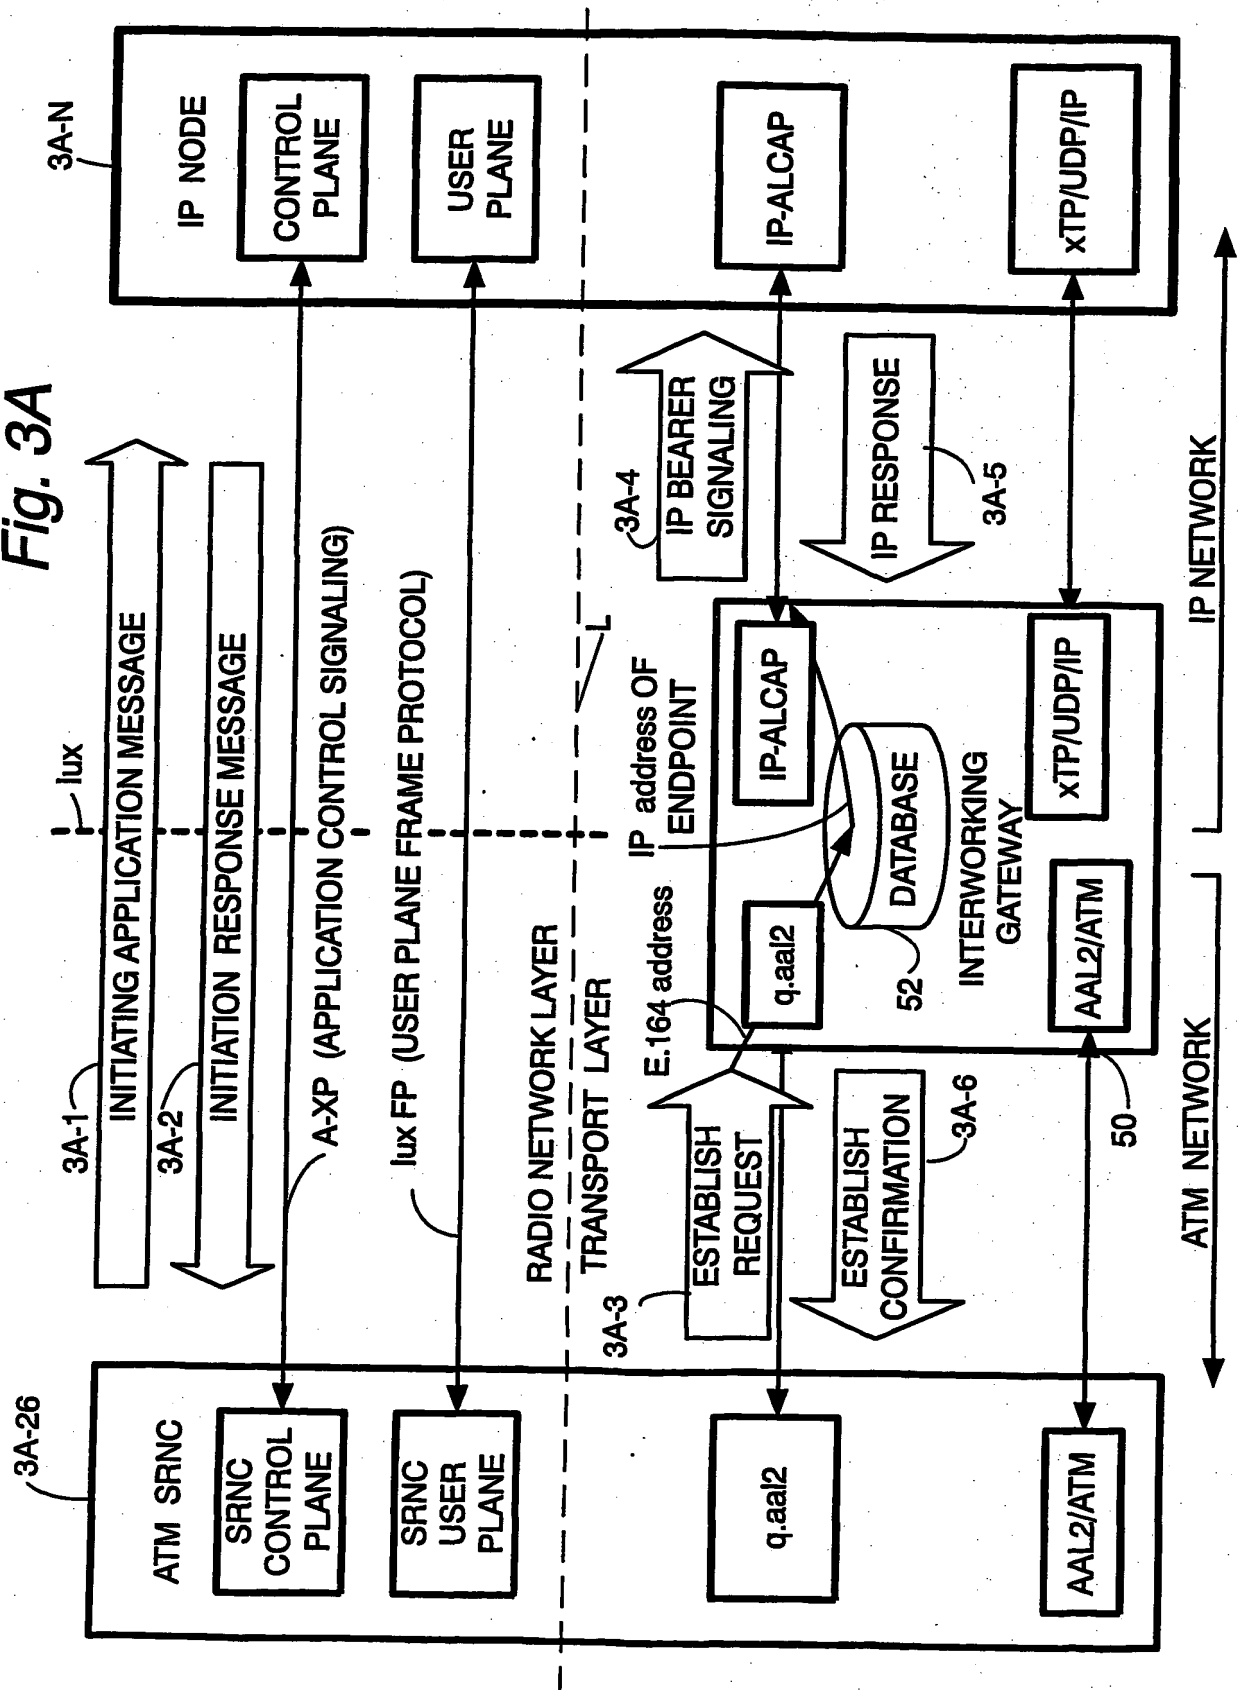 Fig. 3A
3A-1
INITIATING APPLICATION MESSAGE
Iux
3A-2
INITIATION RESPONSE MESSAGE
3A-26
ATM SRNC
SRNC
CONTROL
PLANE
A-XP (APPLICATION CONTROL SIGNALING)
3A-N
IP NODE
CONTROL
PLANE
SRNC
USER
PLANE
Iux FP (USER PLANE FRAME PROTOCOL)
USER
PLANE
RADIO NETWORK LAYER
TRANSPORT LAYER
L
3A-3
ESTABLISH
REQUEST
E.164 address
IP address OF
ENDPOINT
3A-4
IP BEARER
SIGNALING
q.aal2
q.aal2
IP-ALCAP
IP-ALCAP
ESTABLISH
CONFIRMATION
3A-6
52
DATABASE
IP RESPONSE
3A-5
INTERWORKING
GATEWAY
AAL2/ATM
50
AAL2/ATM
xTP/UDP/IP
xTP/UDP/IP
ATM NETWORK
IP NETWORK